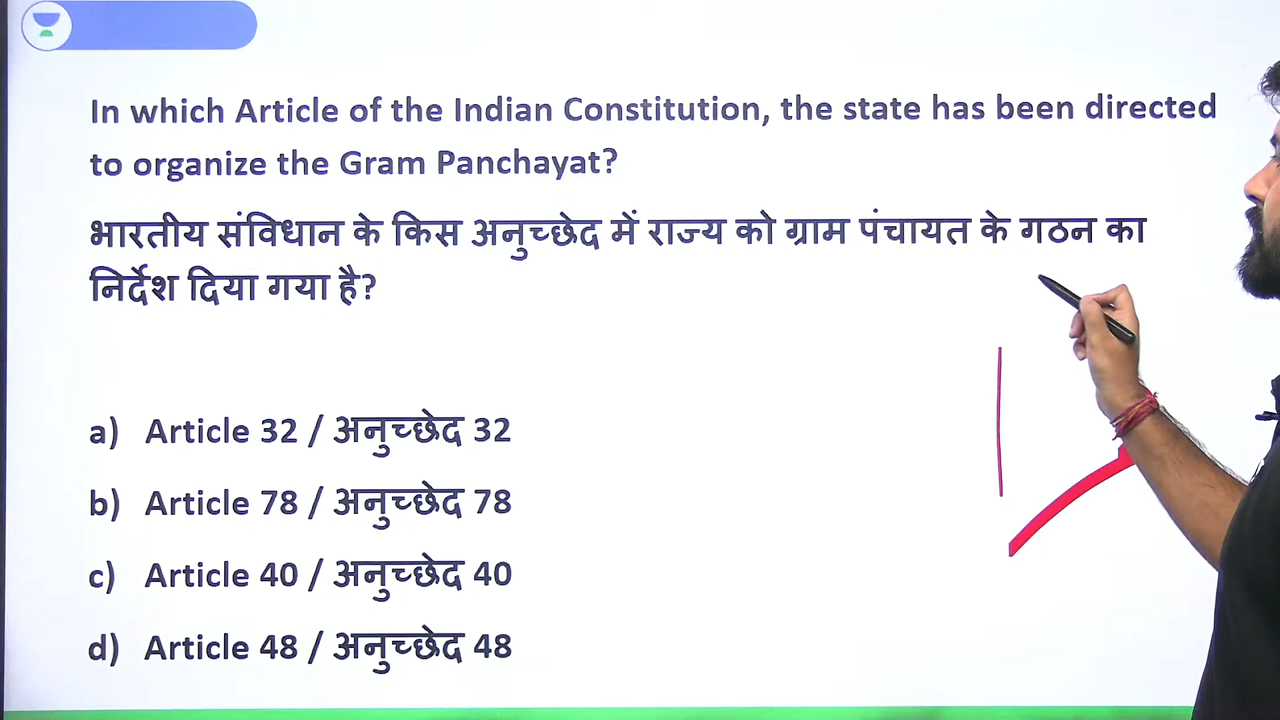 In which Article of the Indian Constitution, the state has been directed
to organize the Gram Panchayat?
भारतीय संविधान के किस अनुच्छेद में राज्य को ग्राम पंचायत के गठन का
निर्देश दिया गया है?
a) Article 32 / अनुच्छेद 32
b) Article 78 / अनुच्छेद 78
c) Article 40 / अनुच्छेद 40
d) Article 48 / अनुच्छेद 48